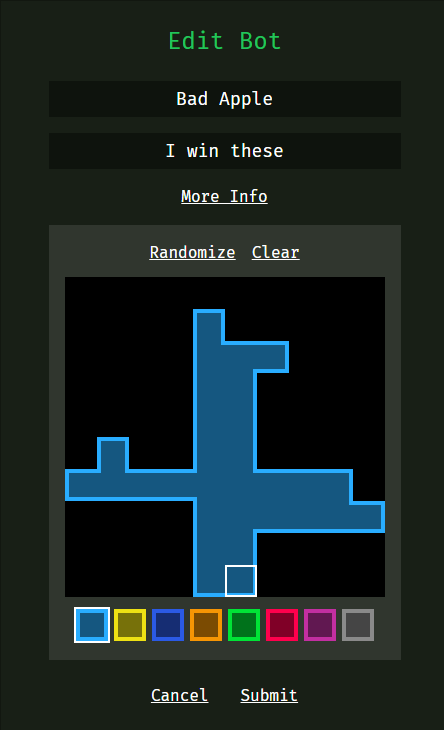 Edit Bot
Bad Apple
I win these
More Info
Randomize Clear
Cancel Submit